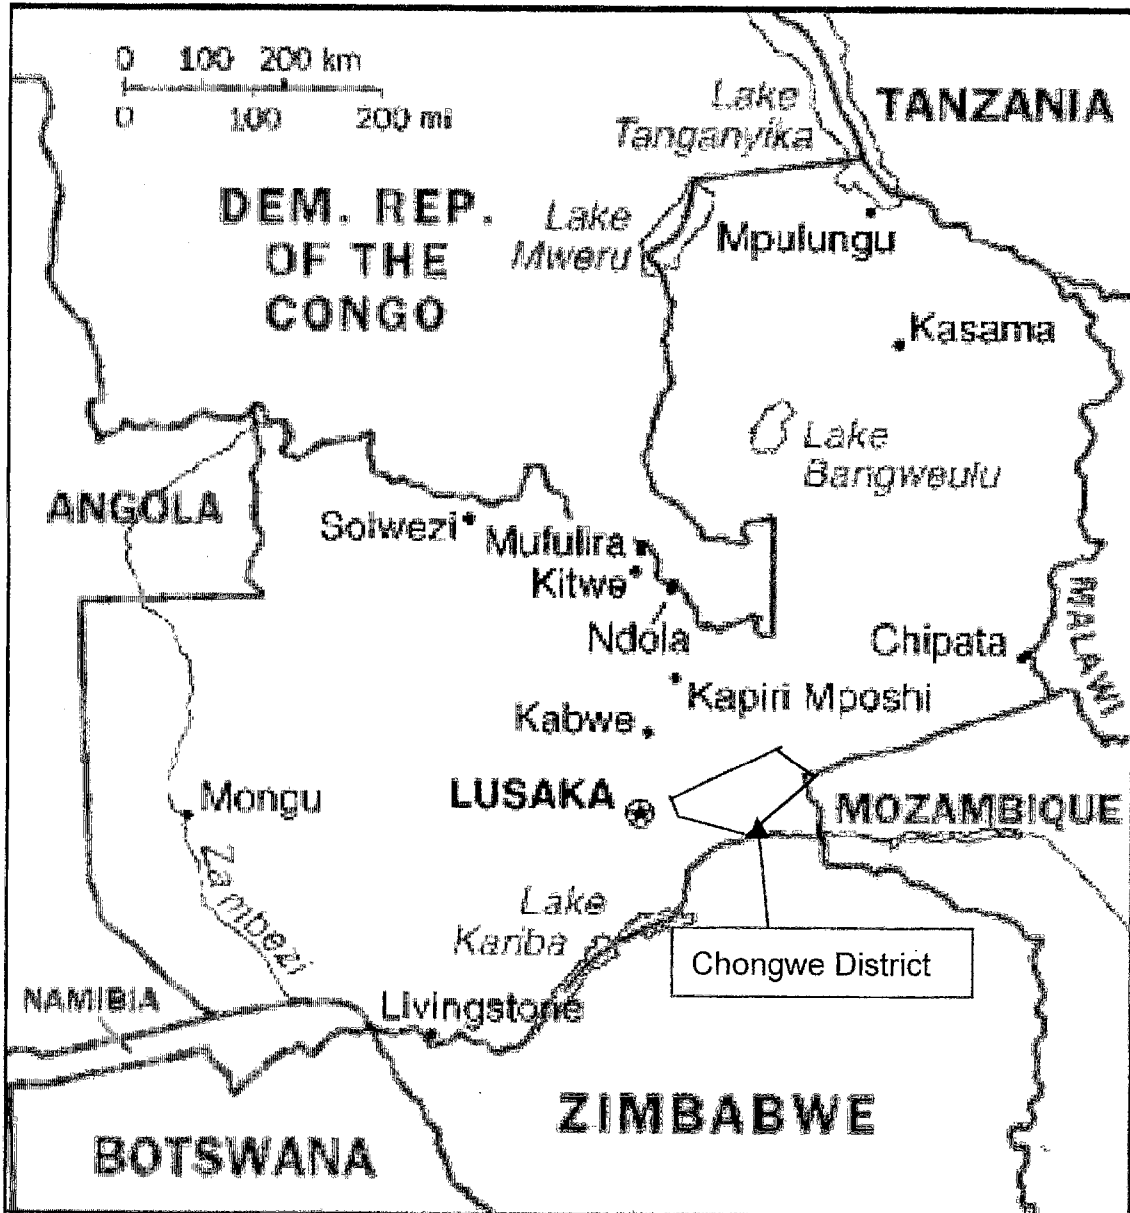 0 100 200 km
0 100 200 mi
Lake
Tanganyika
TANZANIA
DEM. REP.
OF THE
CONGO
Lake
Mweru
Mpulungu
Kasama
Lake
Bangweulu
ANGOLA
Solwezi
Mufulira
Kitwe
Ndola
MALAWI
Chipata
Kapiri Mposhi
Kabwe
LUSAKA
Mongu
MOZAMBIQUE
Zambezi
Lake
Kariba
Chongwe District
NAMIBIA
Livingstone
ZIMBABWE
BOTSWANA